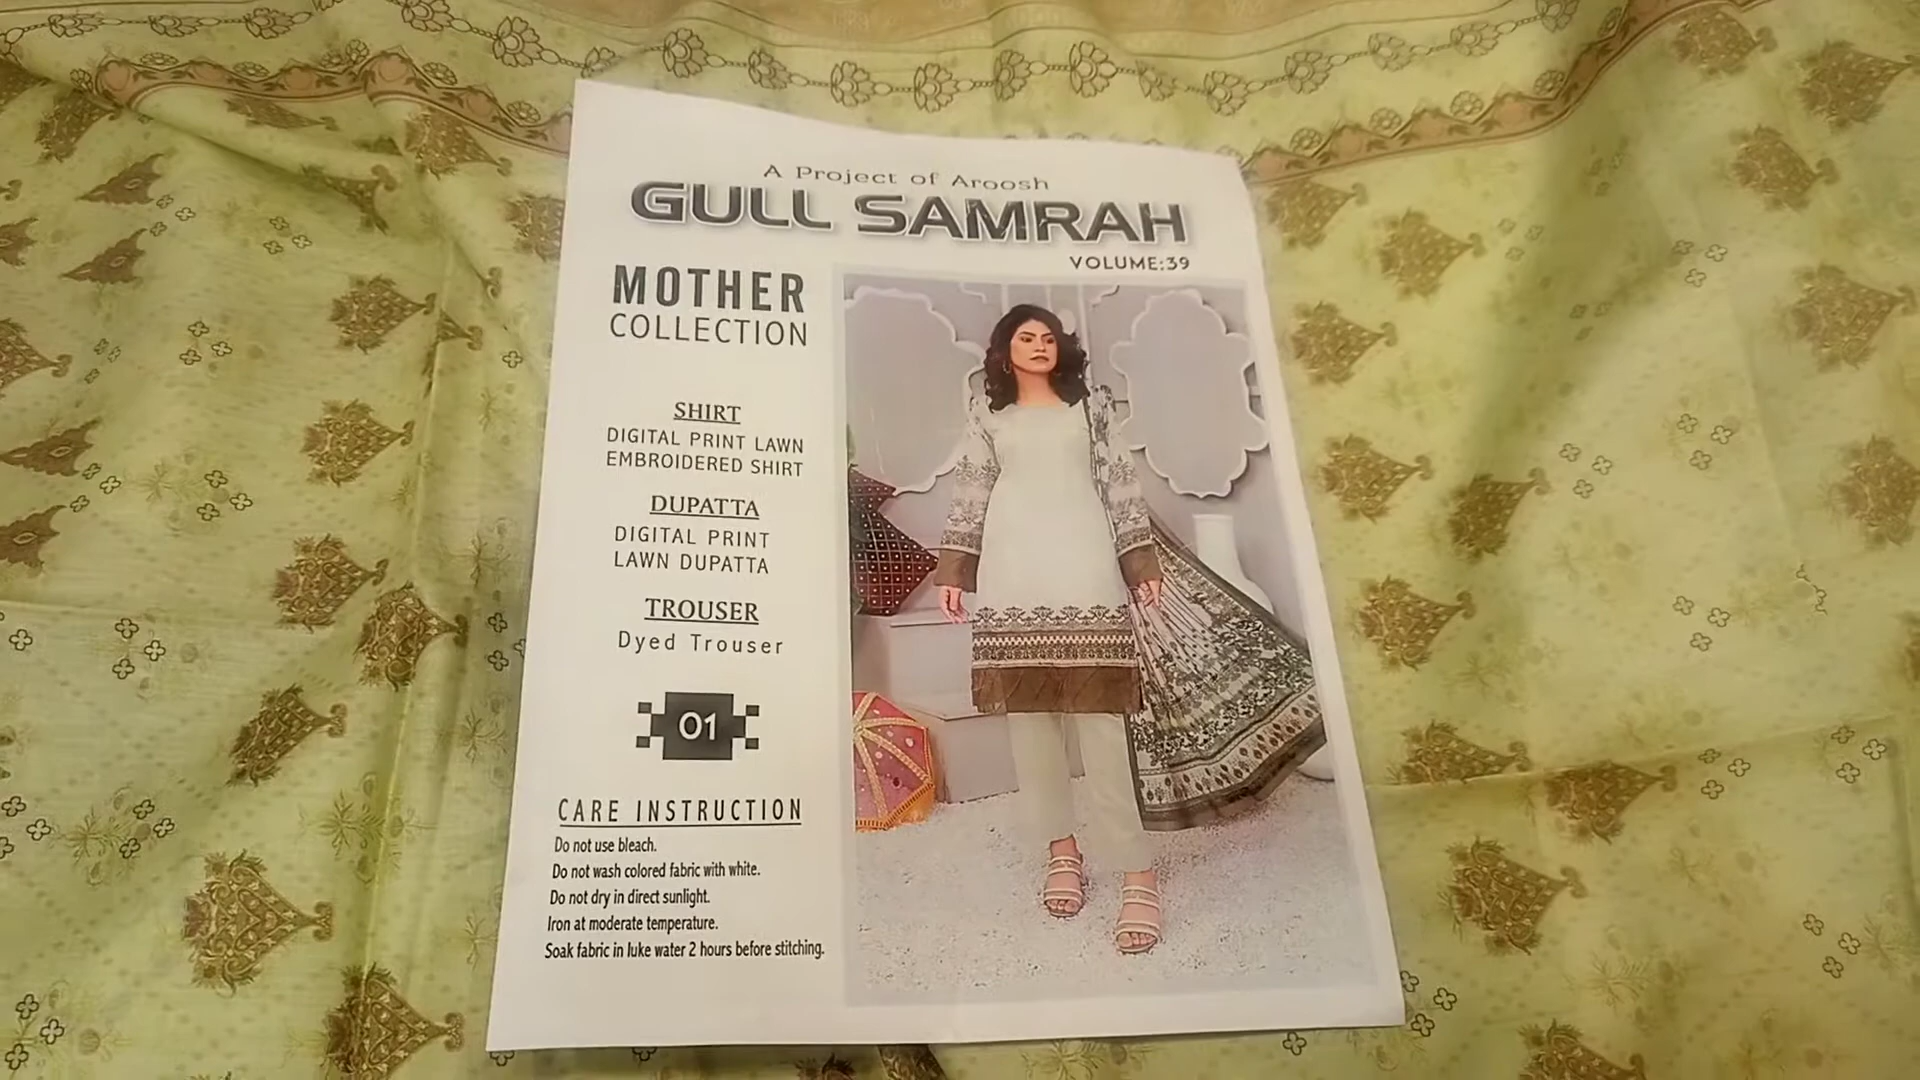 A Project of Aroosh
GULL SAMRAH
VOLUME:39
MOTHER
COLLECTION
SHIRT
DIGITAL PRINT LAWN
EMBROIDERED SHIRT
DUPATTA
DIGITAL PRINT
LAWN DUPATTA
TROUSER
Dyed Trouser
01
CARE INSTRUCTION
Do not use bleach.
Do not wash colored fabric with white.
Do not dry in direct sunlight.
Iron at moderate temperature.
Soak fabric in luke water 2 hours before stitching.